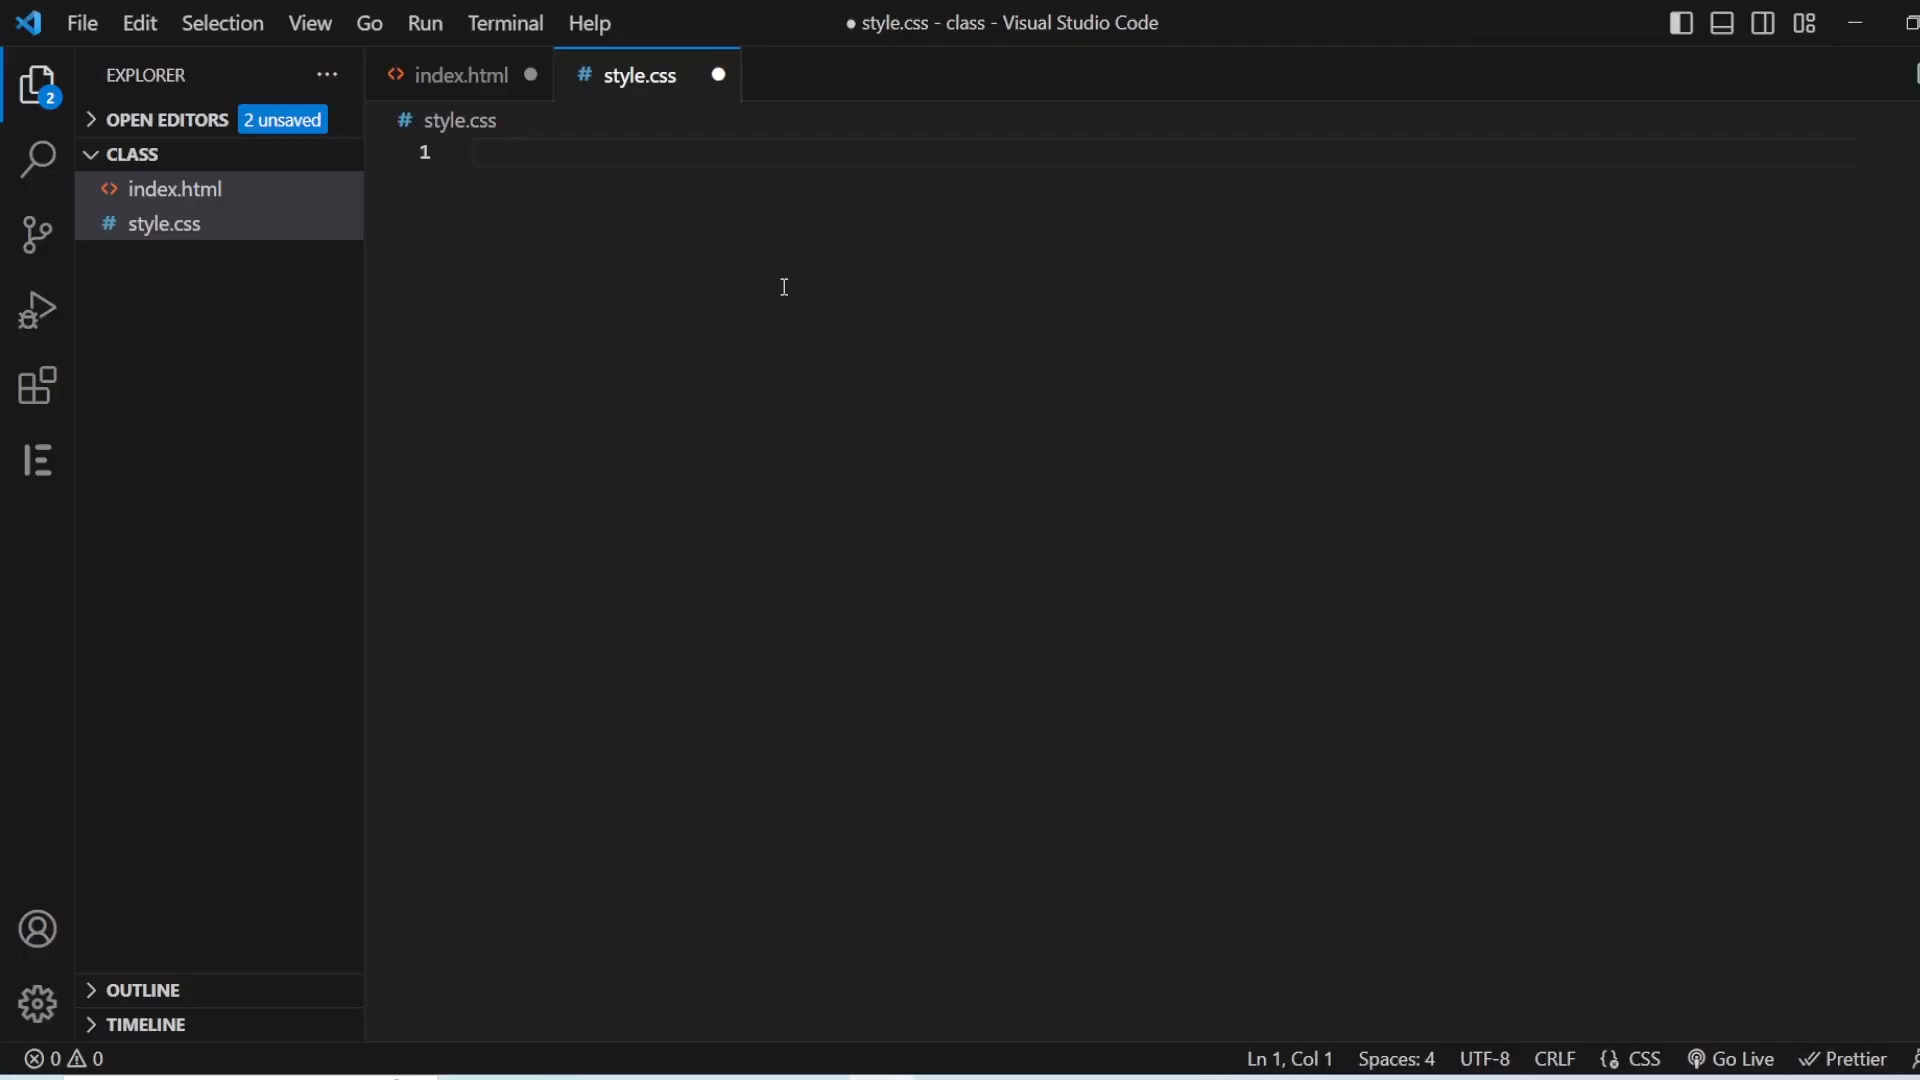 File Edit Selection View Go Run Terminal Help
● style.css - class - Visual Studio Code
EXPLORER
index.html
# style.css
OPEN EDITORS 2 unsaved
# style.css
CLASS
1
index.html
# style.css
2
OUTLINE
TIMELINE
0 0
Ln 1, Col 1 Spaces: 4 UTF-8 CRLF CSS Go Live Prettier